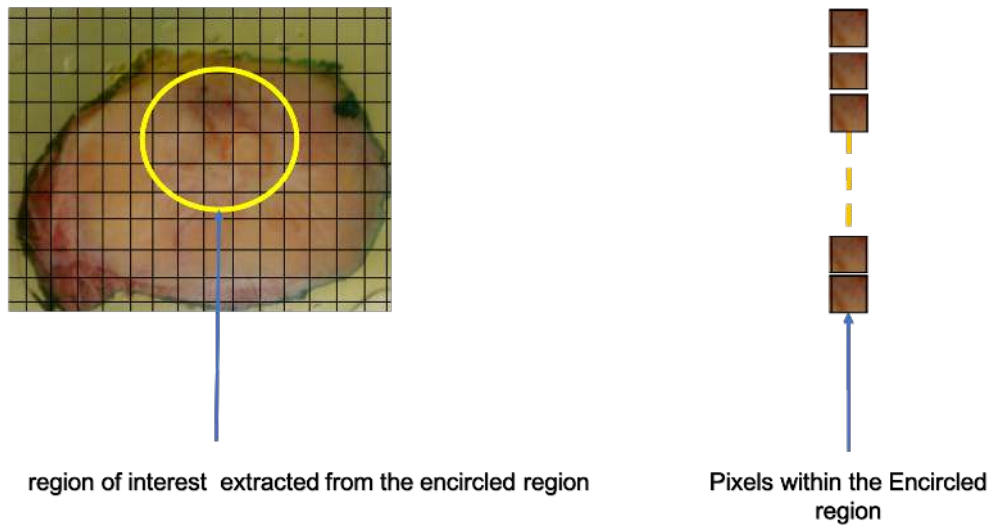 region of interest extracted from the encircled region
Pixels within the Encircled
region